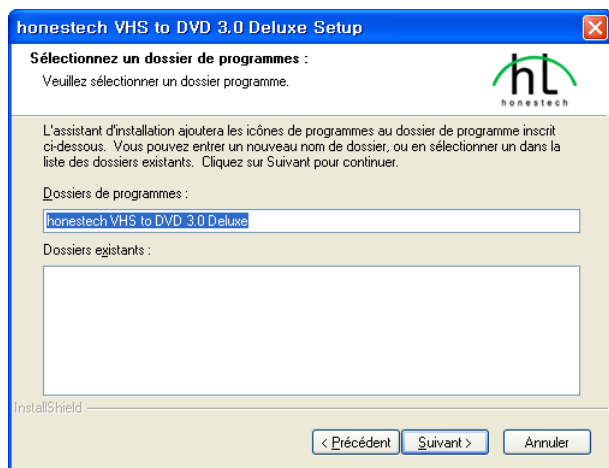 honestech VHS to DVD 3.0 Deluxe Setup
Sélectionnez un dossier de programmes :
Veuillez sélectionner un dossier programme.
hl
honestech
L'assistant d'installation ajoutera les icônes de programmes au dossier de programme inscrit
ci-dessous. Vous pouvez entrer un nouveau nom de dossier, ou en sélectionner un dans la
liste des dossiers existants. Cliquez sur Suivant pour continuer.
Dossiers de programmes :
honestech VHS to DVD 3.0 Deluxe
Dossiers existants :
InstallShield
< Précédent
Suivant >
Annuler